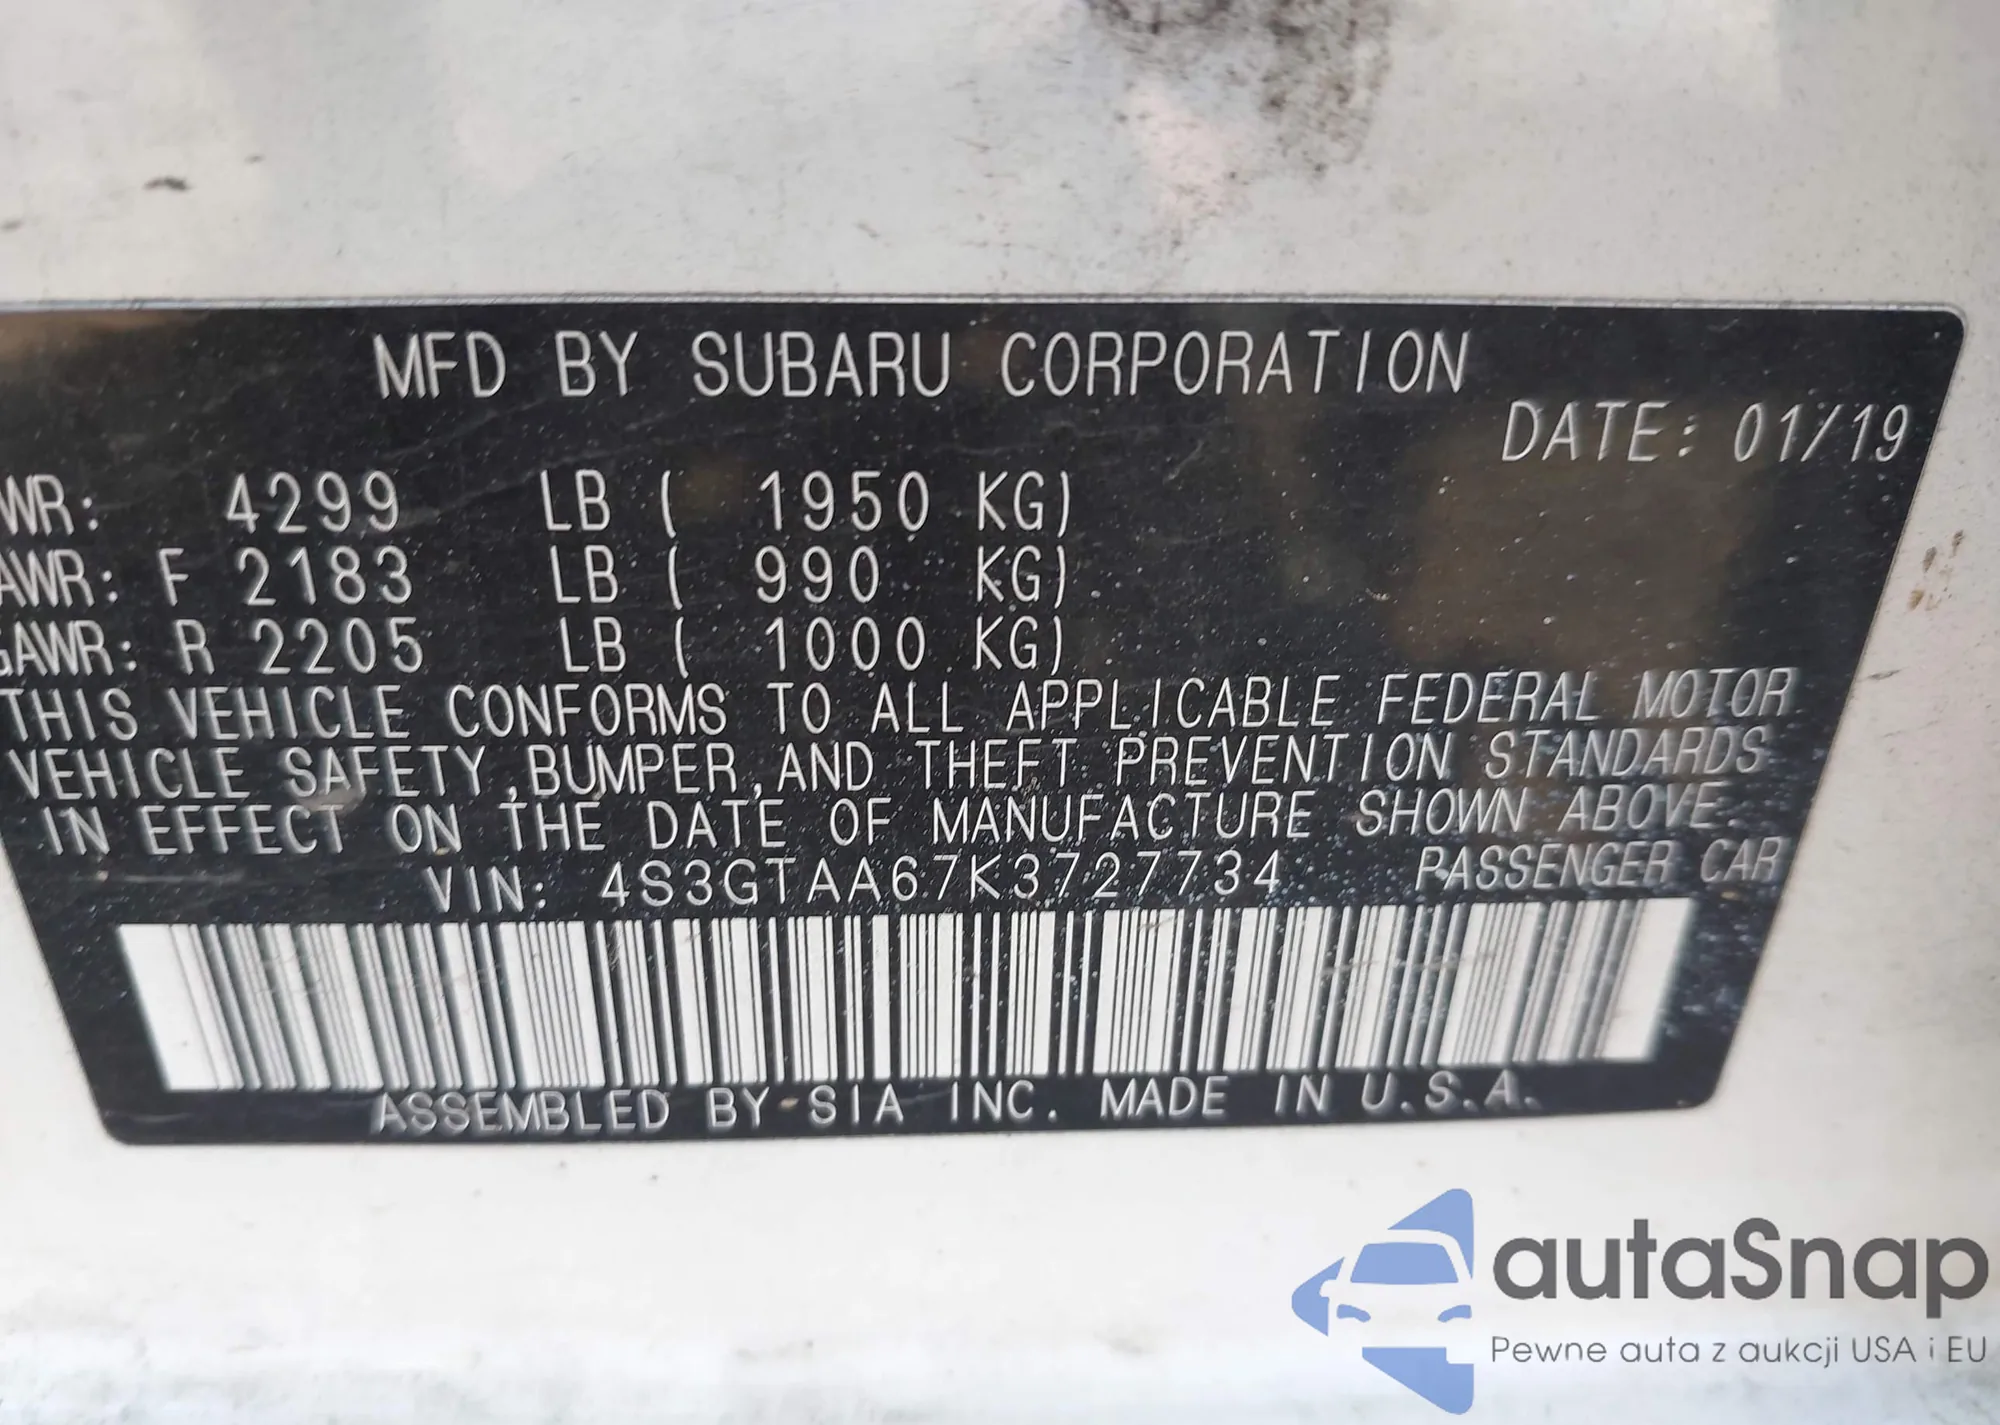 MFD BY SUBARU CORPORATION
DATE: 01/19
WR: 4299 LB ( 1950 KG)
AWR: F 2183 LB ( 990 KG)
GAWR: R 2205 LB ( 1000 KG)
THIS VEHICLE CONFORMS TO ALL APPLICABLE FEDERAL MOTOR
VEHICLE SAFETY,BUMPER,AND THEFT PREVENTION STANDARDS
IN EFFECT ON THE DATE OF MANUFACTURE SHOWN ABOVE.
VIN: 4S3GTAA67K3727734 PASSENGER CAR
ASSEMBLED BY SIA INC. MADE IN U.S.A.
autaSnap
Pewne auta z aukcji USA i EU